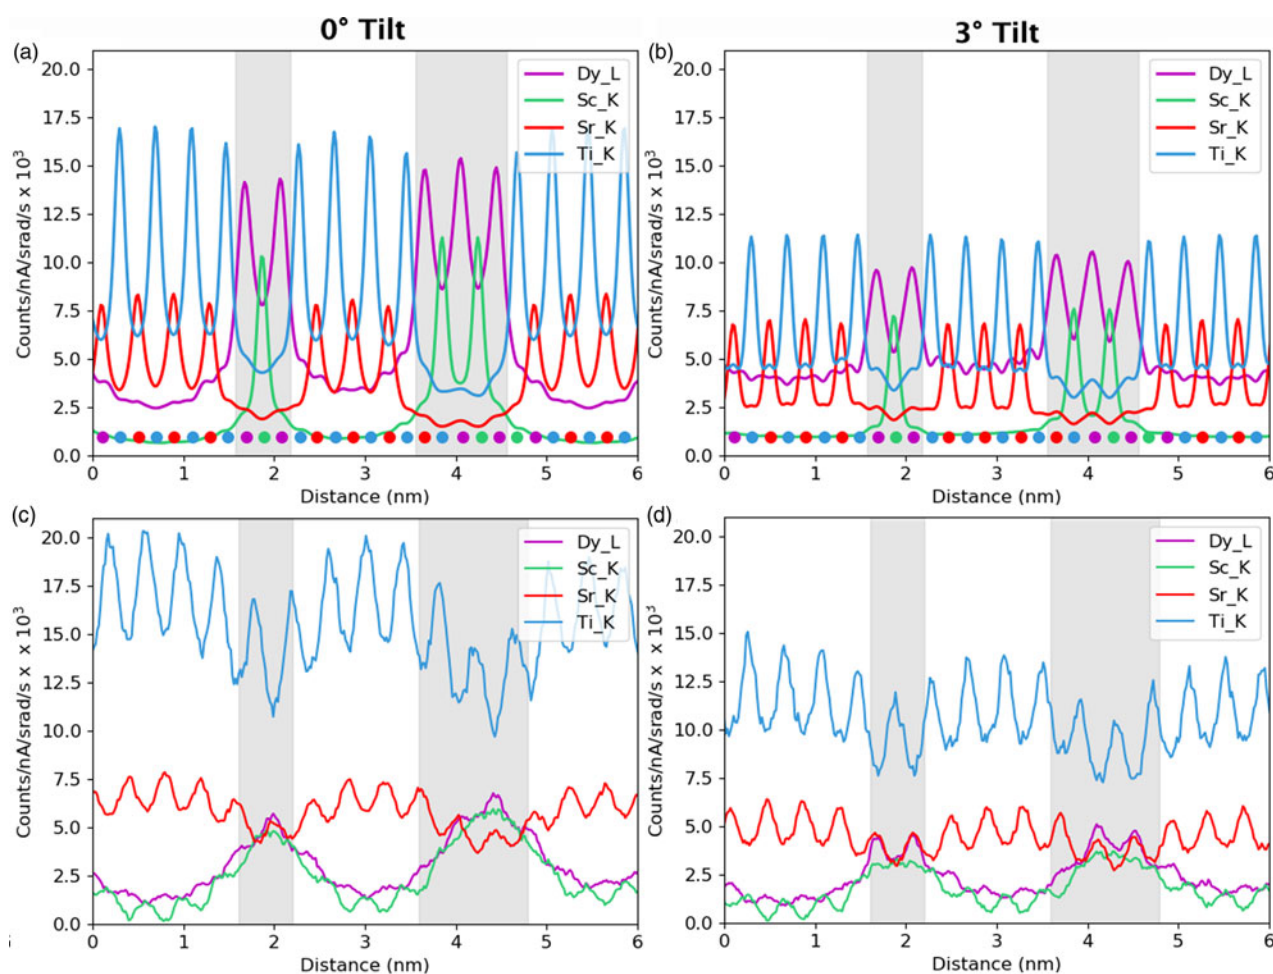 0° Tilt
3° Tilt
(a)
20.0
17.5
15.0
12.5
10.0
7.5
5.0
2.5
0.0
Counts/nA/srad/s x 10³
Dy_L
Sc_K
Sr_K
Ti_K
0 1 2 3 4 5 6
Distance (nm)
(b)
20.0
17.5
15.0
12.5
10.0
7.5
5.0
2.5
0.0
Counts/nA/srad/s x 10³
Dy_L
Sc_K
Sr_K
Ti_K
0 1 2 3 4 5 6
Distance (nm)
(c)
20.0
17.5
15.0
12.5
10.0
7.5
5.0
2.5
0.0
Counts/nA/srad/s x x 10³
Dy_L
Sc_K
Sr_K
Ti_K
0 1 2 3 4 5 6
Distance (nm)
(d)
20.0
17.5
15.0
12.5
10.0
7.5
5.0
2.5
0.0
Counts/nA/srad/s x 10³
Dy_L
Sc_K
Sr_K
Ti_K
0 1 2 3 4 5 6
Distance (nm)